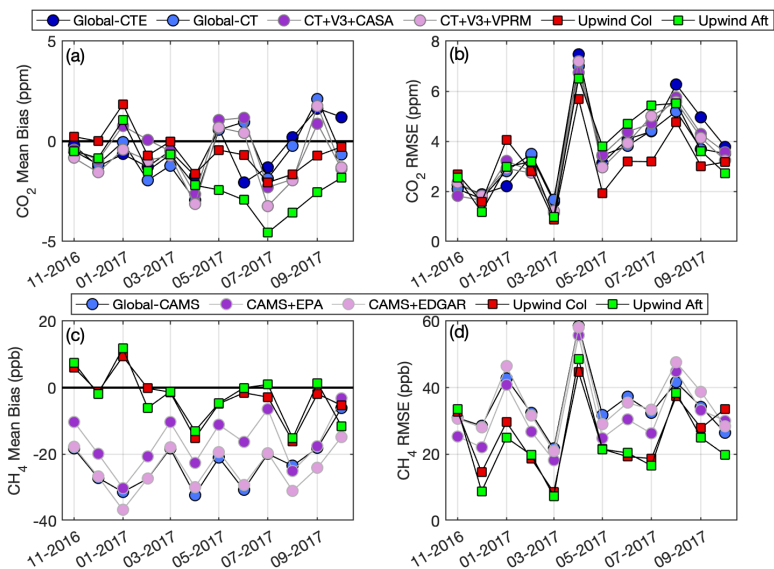 Global-CTE Global-CT CT+V3+CASA CT+V3+VPRM Upwind Col Upwind Aft
(a)
CO2 Mean Bias (ppm)
5
0
-5
11-2016 01-2017 03-2017 05-2017 07-2017 09-2017
(b)
CO2 RMSE (ppm)
8
6
4
2
0
11-2016 01-2017 03-2017 05-2017 07-2017 09-2017
Global-CAMS CAMS+EPA CAMS+EDGAR Upwind Col Upwind Aft
(c)
CH4 Mean Bias (ppb)
20
0
-20
-40
11-2016 01-2017 03-2017 05-2017 07-2017 09-2017
(d)
CH4 RMSE (ppb)
60
40
20
0
11-2016 01-2017 03-2017 05-2017 07-2017 09-2017